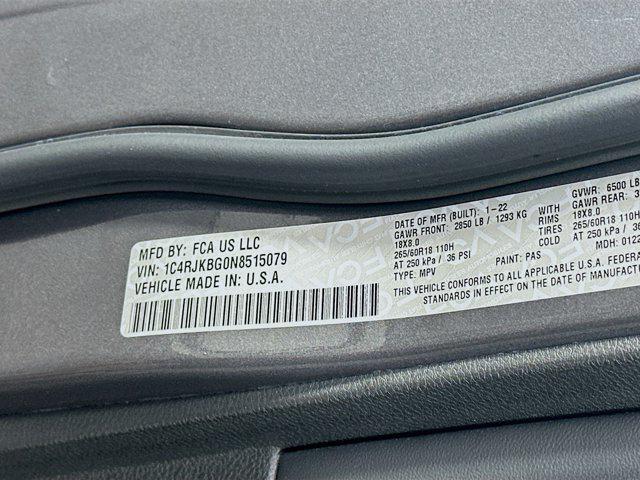 MFD BY: FCA US LLC
VIN: 1C4RJKBG0N8515079
VEHICLE MADE IN: U.S.A.
DATE OF MFR (BUILT): 1-22
GAWR FRONT: 2850 LB / 1293 KG WITH
18X8.0 RIMS
265/60R18 110H TIRES
AT 250 kPa / 36 PSI COLD
TYPE: MPV PAINT: PAS
GVWR: 6500 LB
GAWR REAR:
18X8.0
265/60R18 110H
AT 250 kPa / 36
MDH:
VEHICLE CONFORMS TO ALL APPLICABLE U.S.A. FEDERAL
STANDARDS IN EFFECT ON THE DATE OF MANUFACTURE